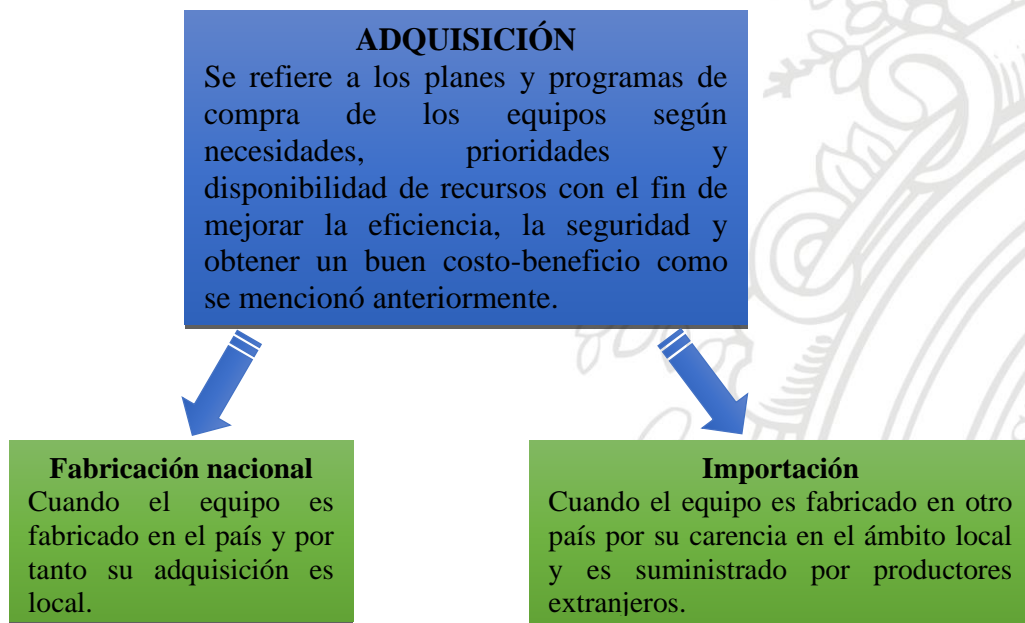 ADQUISICIÓN
Se refiere a los planes y programas de
compra de los equipos según
necesidades, prioridades y
disponibilidad de recursos con el fin de
mejorar la eficiencia, la seguridad y
obtener un buen costo-beneficio como
se mencionó anteriormente.
Fabricación nacional
Cuando el equipo es
fabricado en el país y por
tanto su adquisición es
local.
Importación
Cuando el equipo es fabricado en otro
país por su carencia en el ámbito local
y es suministrado por productores
extranjeros.